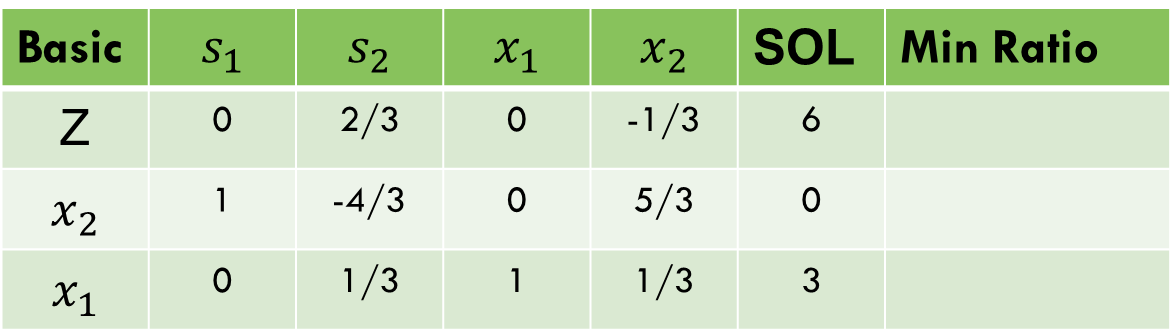 Basic s₁ s₂ x₁ x₂ SOL Min Ratio
Z 0 2/3 0 -1/3 6
x₂ 1 -4/3 0 5/3 0
x₁ 0 1/3 1 1/3 3